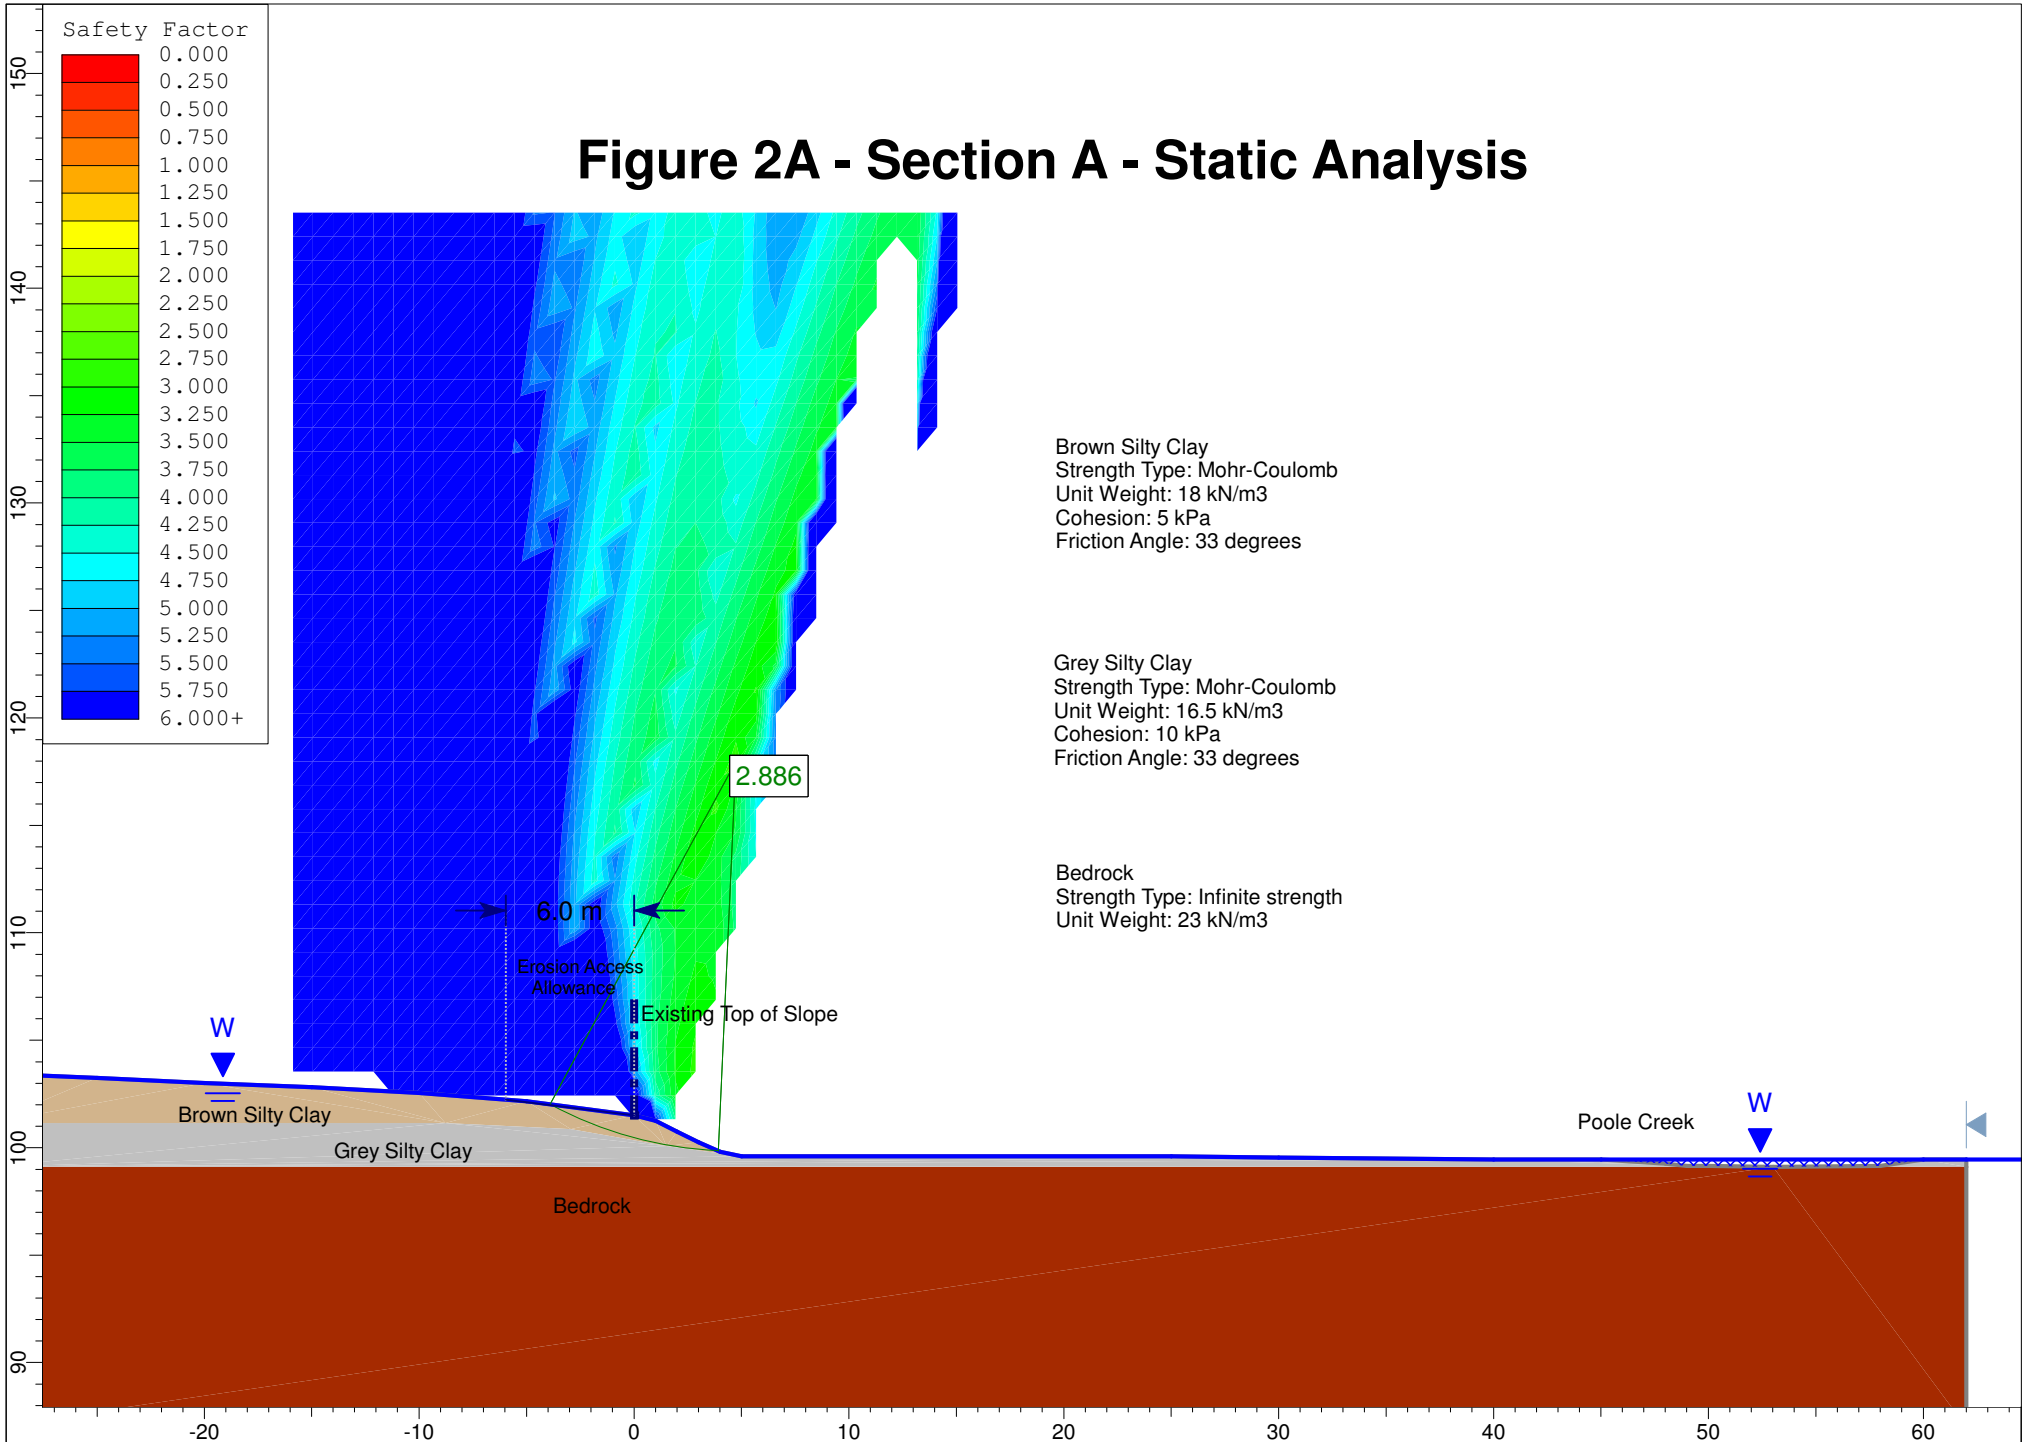 Safety Factor
0.000
0.250
0.500
0.750
1.000
1.250
1.500
1.750
2.000
2.250
2.500
2.750
3.000
3.250
3.500
3.750
4.000
4.250
4.500
4.750
5.000
5.250
5.500
5.750
6.000+
Figure 2A - Section A - Static Analysis
Brown Silty Clay
Strength Type: Mohr-Coulomb
Unit Weight: 18 kN/m3
Cohesion: 5 kPa
Friction Angle: 33 degrees
Grey Silty Clay
Strength Type: Mohr-Coulomb
Unit Weight: 16.5 kN/m3
Cohesion: 10 kPa
Friction Angle: 33 degrees
Bedrock
Strength Type: Infinite strength
Unit Weight: 23 kN/m3
2.886
6.0 m
Erosion Access
Allowance
Existing Top of Slope
W
W
Poole Creek
Brown Silty Clay
Grey Silty Clay
Bedrock
150
140
130
120
110
100
90
-20
-10
0
10
20
30
40
50
60